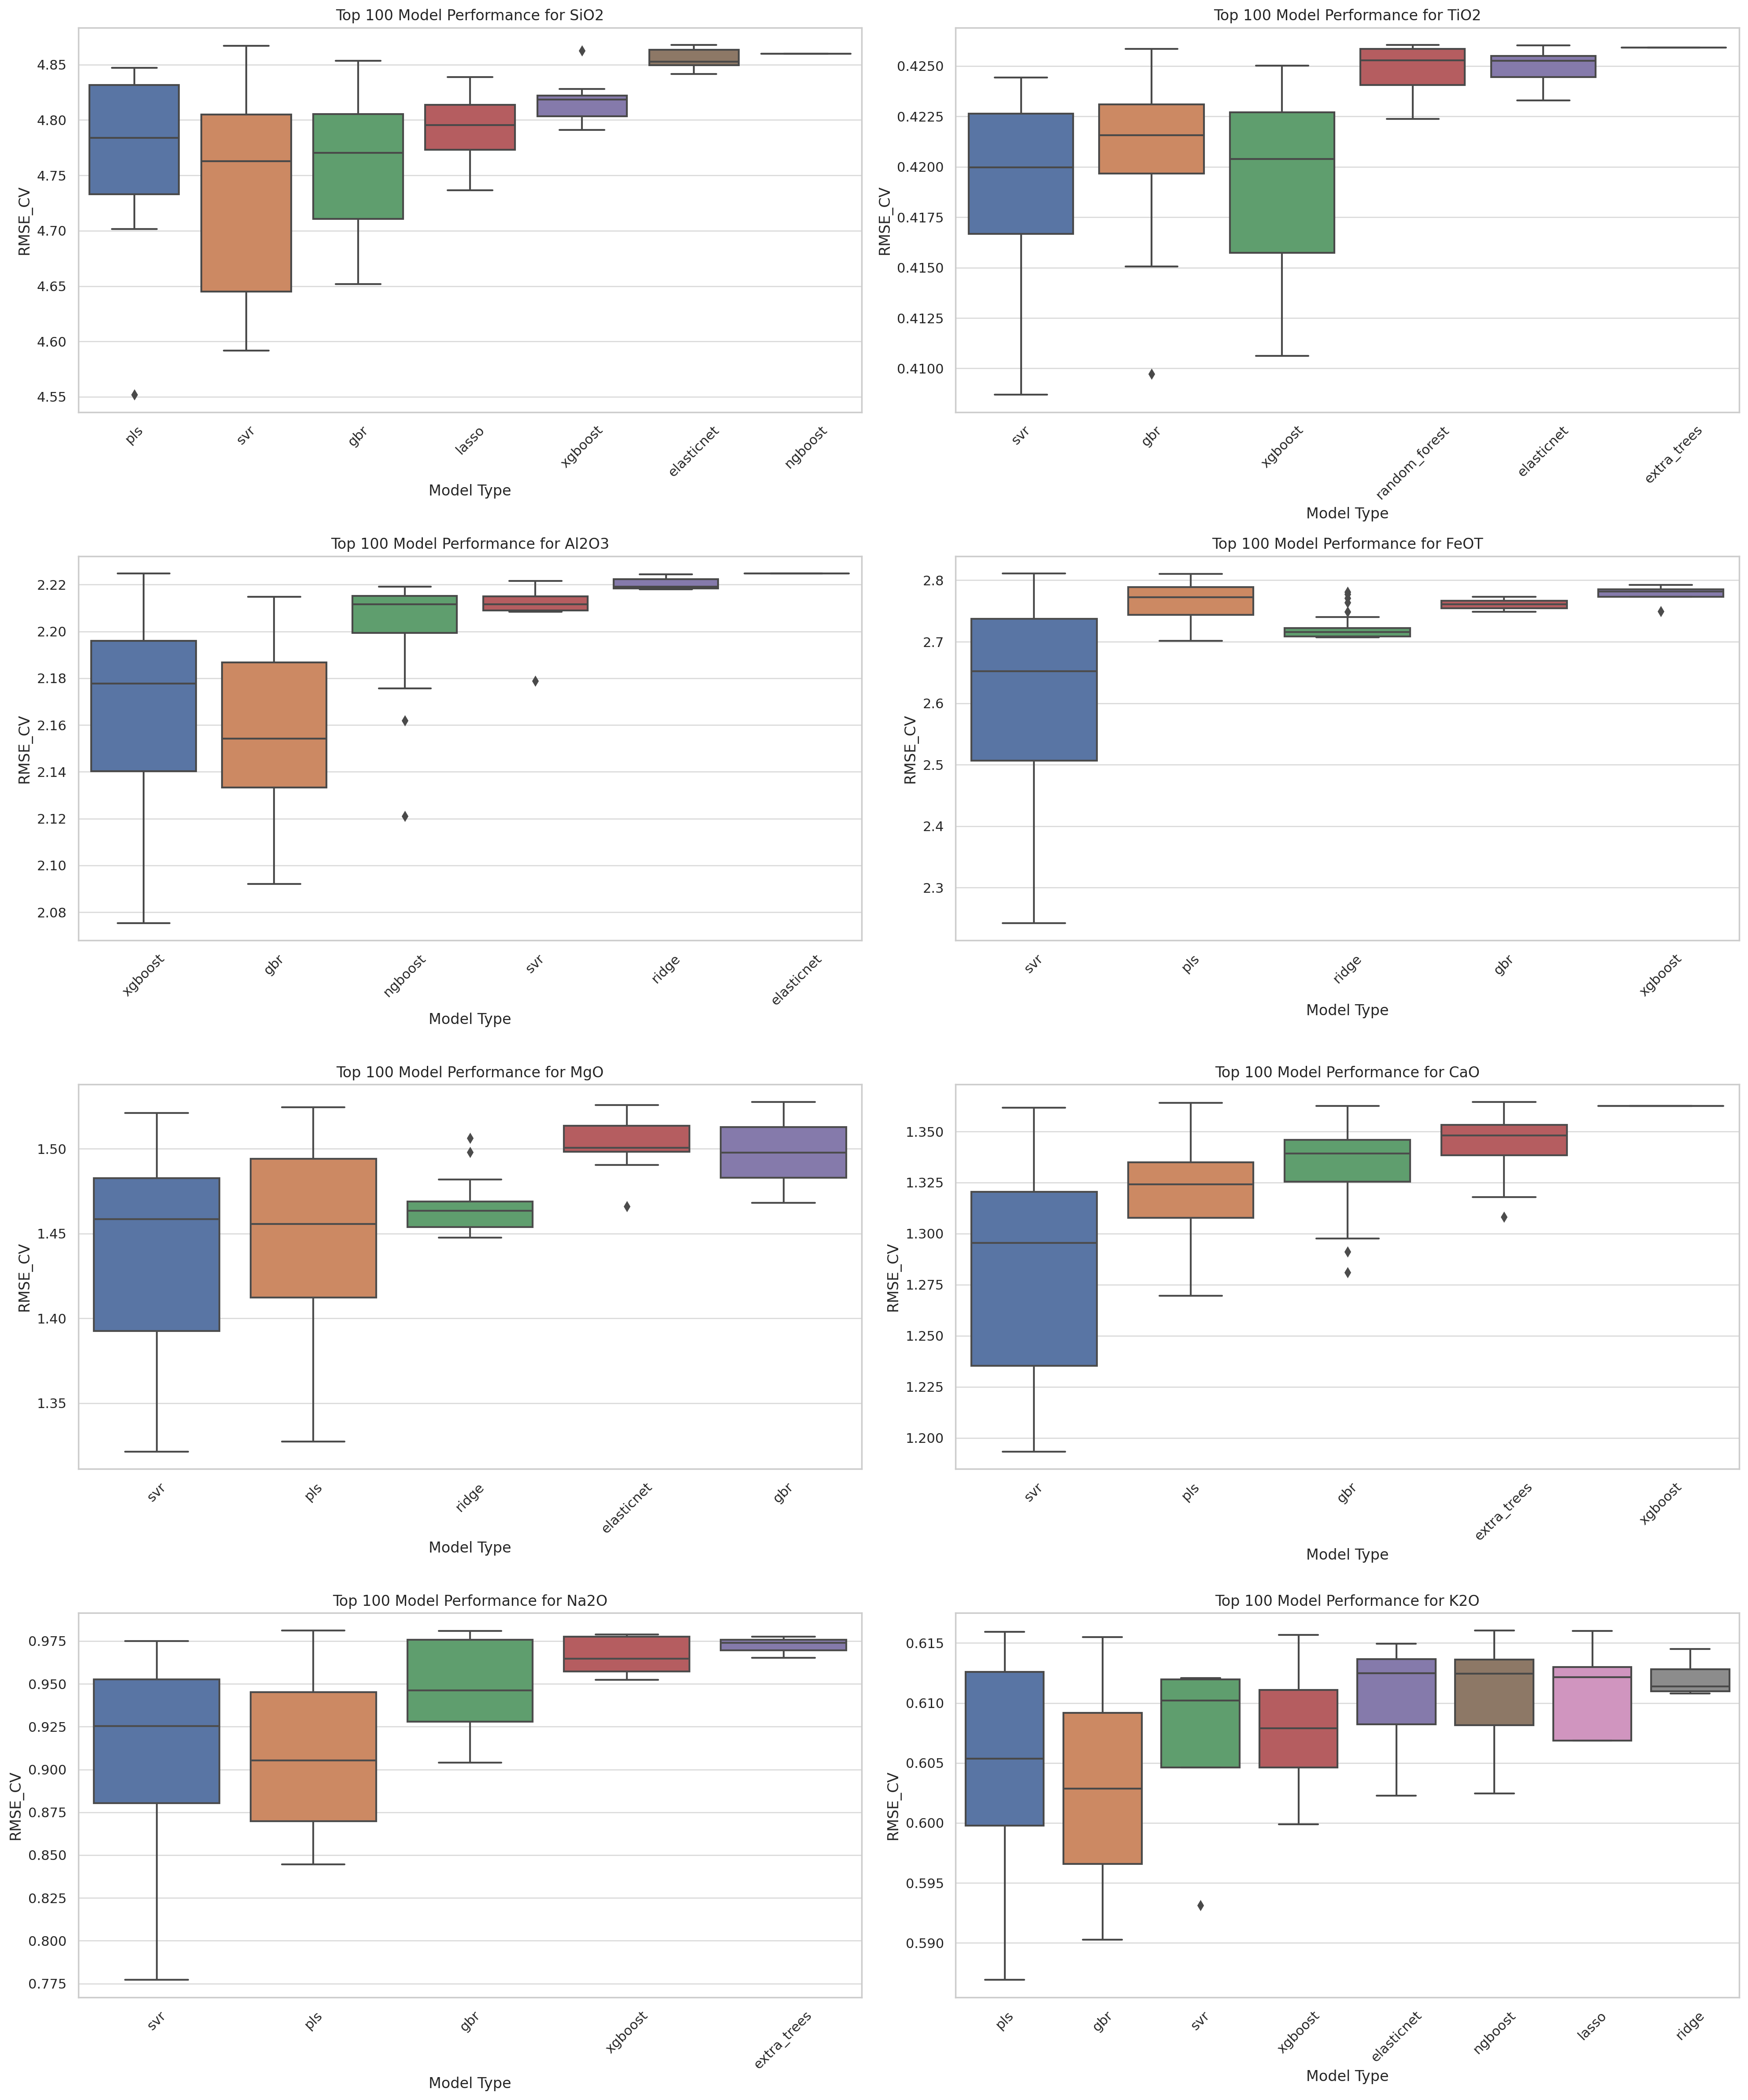 Top 100 Model Performance for SiO2
RMSE_CV
4.85
4.80
4.75
4.70
4.65
4.60
4.55
pls
svr
gbr
lasso
xgboost
elasticnet
ngboost
Model Type
Top 100 Model Performance for TiO2
RMSE_CV
0.4250
0.4225
0.4200
0.4175
0.4150
0.4125
0.4100
svr
gbr
xgboost
random_forest
elasticnet
extra_trees
Model Type
Top 100 Model Performance for Al2O3
RMSE_CV
2.22
2.20
2.18
2.16
2.14
2.12
2.10
2.08
xgboost
gbr
ngboost
svr
ridge
elasticnet
Model Type
Top 100 Model Performance for FeOT
RMSE_CV
2.8
2.7
2.6
2.5
2.4
2.3
svr
pls
ridge
gbr
xgboost
Model Type
Top 100 Model Performance for MgO
RMSE_CV
1.50
1.45
1.40
1.35
svr
pls
ridge
elasticnet
gbr
Model Type
Top 100 Model Performance for CaO
RMSE_CV
1.350
1.325
1.300
1.275
1.250
1.225
1.200
svr
pls
gbr
extra_trees
xgboost
Model Type
Top 100 Model Performance for Na2O
RMSE_CV
0.975
0.950
0.925
0.900
0.875
0.850
0.825
0.800
0.775
svr
pls
gbr
xgboost
extra_trees
Model Type
Top 100 Model Performance for K2O
RMSE_CV
0.615
0.610
0.605
0.600
0.595
0.590
pls
gbr
svr
xgboost
elasticnet
ngboost
lasso
ridge
Model Type